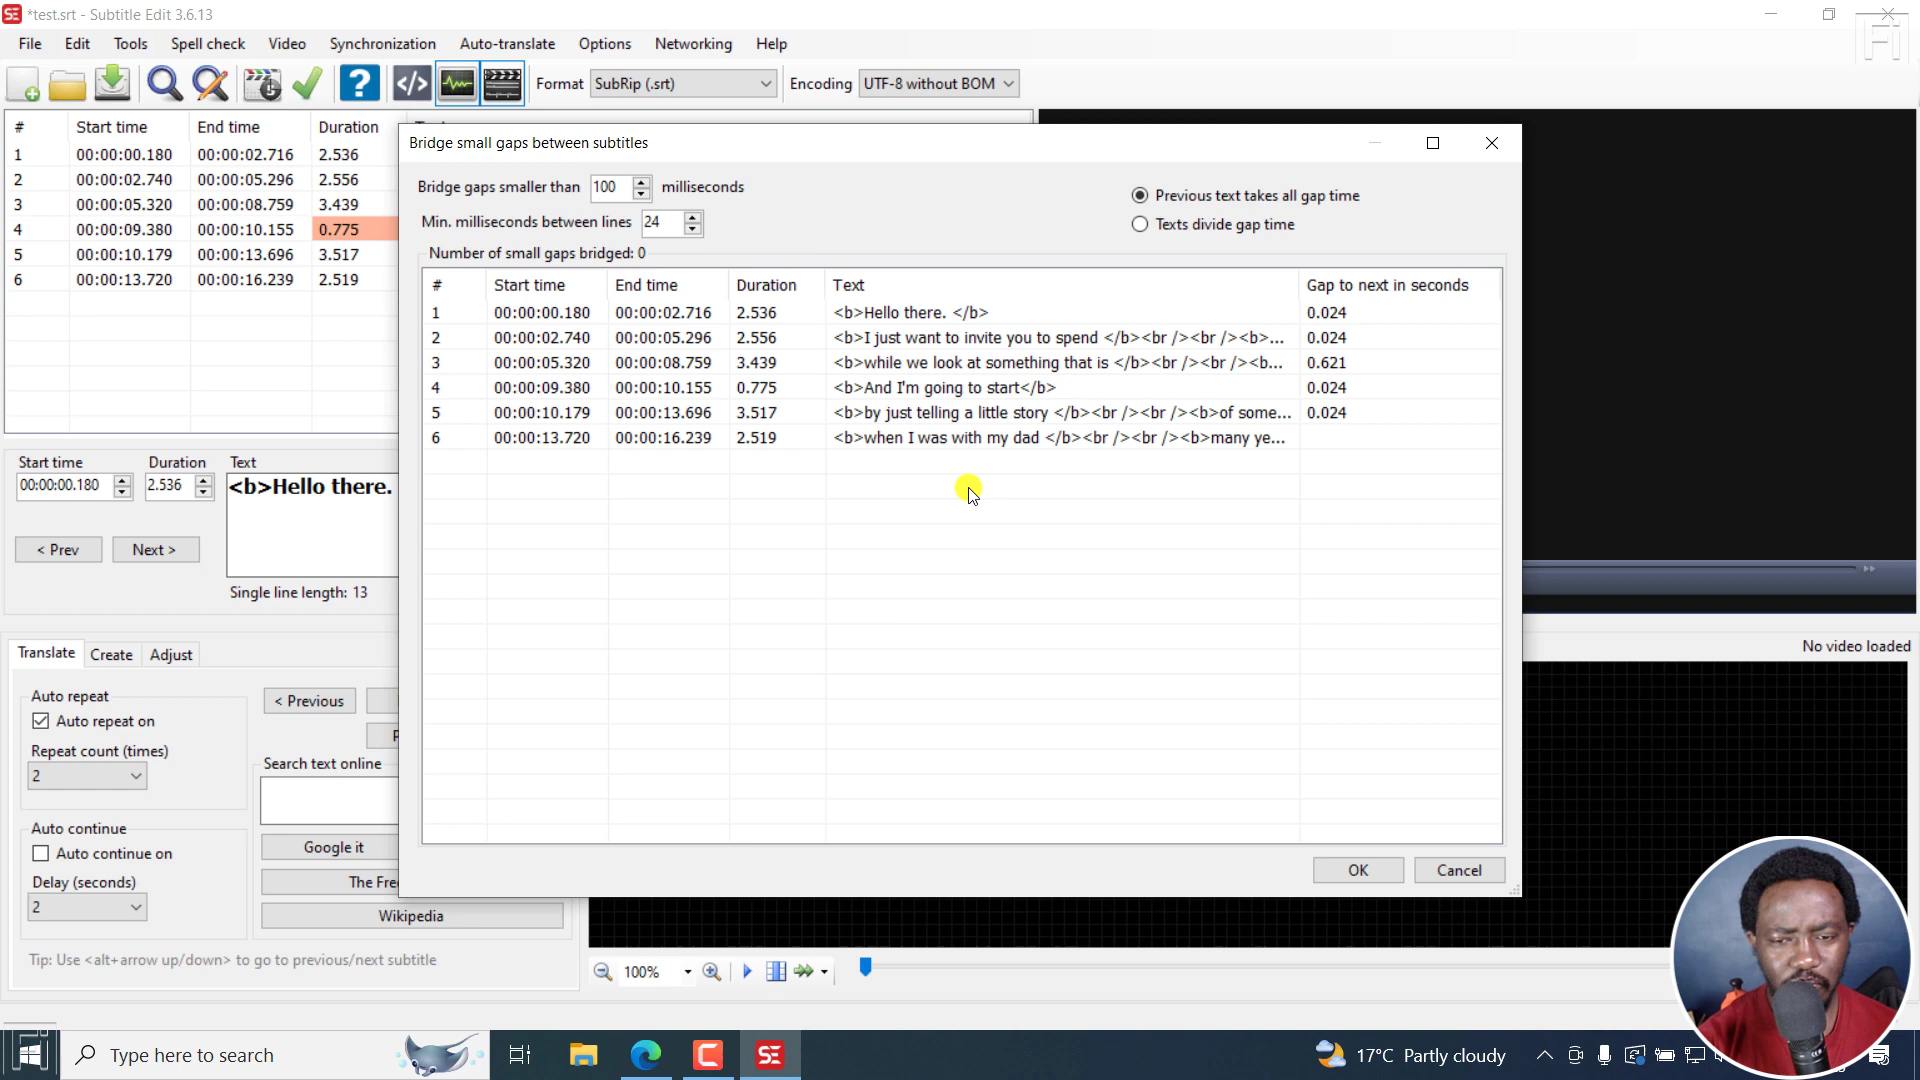 *test.srt - Subtitle Edit 3.6.13
File Edit Tools Spell check Video Synchronization Auto-translate Options Networking Help
Format SubRip (.srt) Encoding UTF-8 without BOM
# Start time End time Duration
1 00:00:00.180 00:00:02.716 2.536
2 00:00:02.740 00:00:05.296 2.556
3 00:00:05.320 00:00:08.759 3.439
4 00:00:09.380 00:00:10.155 0.775
5 00:00:10.179 00:00:13.696 3.517
6 00:00:13.720 00:00:16.239 2.519
Start time Duration Text
00:00:00.180 2.536 <b>Hello there.
< Prev Next >
Single line length: 13
Bridge small gaps between subtitles
Bridge gaps smaller than 100 milliseconds
Min. milliseconds between lines 24
Previous text takes all gap time
Texts divide gap time
Number of small gaps bridged: 0
# Start time End time Duration Text Gap to next in seconds
1 00:00:00.180 00:00:02.716 2.536 <b>Hello there. </b> 0.024
2 00:00:02.740 00:00:05.296 2.556 <b>I just want to invite you to spend </b><br /><br /><b>... 0.024
3 00:00:05.320 00:00:08.759 3.439 <b>while we look at something that is </b><br /><br /><b... 0.621
4 00:00:09.380 00:00:10.155 0.775 <b>And I'm going to start</b> 0.024
5 00:00:10.179 00:00:13.696 3.517 <b>by just telling a little story </b><br /><br /><b>of some... 0.024
6 00:00:13.720 00:00:16.239 2.519 <b>when I was with my dad </b><br /><br /><b>many ye...
OK Cancel
No video loaded
Translate Create Adjust
Auto repeat
Auto repeat on
Repeat count (times)
2
Auto continue
Auto continue on
Delay (seconds)
2
< Previous
Search text online
Google it
The Fre
Wikipedia
Tip: Use <alt+arrow up/down> to go to previous/next subtitle
100%
Type here to search
SE
17°C Partly cloudy